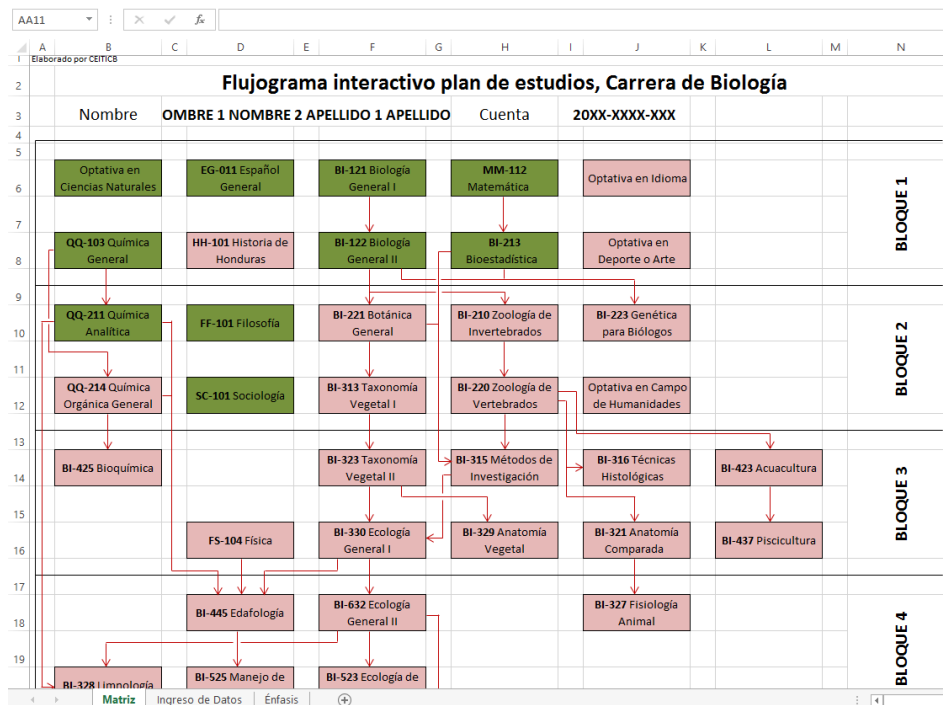 AA11
fx
A B C D E F G H I J K L M N
1 Elaborado por CEITICB
2 Flujograma interactivo plan de estudios, Carrera de Biología
3 Nombre OMBRE 1 NOMBRE 2 APELLIDO 1 APELLIDO Cuenta 20XX-XXXX-XXX
4
5
6
Optativa en
Ciencias Naturales
EG-011 Español
General
BI-121 Biología
General I
MM-112
Matemática
Optativa en Idioma
BLOQUE 1
7
8
QQ-103 Química
General
HH-101 Historia de
Honduras
BI-122 Biología
General II
BI-213
Bioestadística
Optativa en
Deporte o Arte
9
10
QQ-211 Química
Analítica
FF-101 Filosofía
BI-221 Botánica
General
BI-210 Zoología de
Invertebrados
BI-223 Genética
para Biólogos
BLOQUE 2
11
12
QQ-214 Química
Orgánica General
SC-101 Sociología
BI-313 Taxonomía
Vegetal I
BI-220 Zoología de
Vertebrados
Optativa en Campo
de Humanidades
13
14
BI-425 Bioquímica
BI-323 Taxonomía
Vegetal II
BI-315 Métodos de
Investigación
BI-316 Técnicas
Histológicas
BI-423 Acuacultura
BLOQUE 3
15
16
FS-104 Física
BI-330 Ecología
General I
BI-329 Anatomía
Vegetal
BI-321 Anatomía
Comparada
BI-437 Piscicultura
17
18
BI-445 Edafología
BI-632 Ecología
General II
BI-327 Fisiología
Animal
BLOQUE 4
19
BI-328 Limnología
BI-525 Manejo de
BI-523 Ecología de
Matriz Ingreso de Datos Énfasis